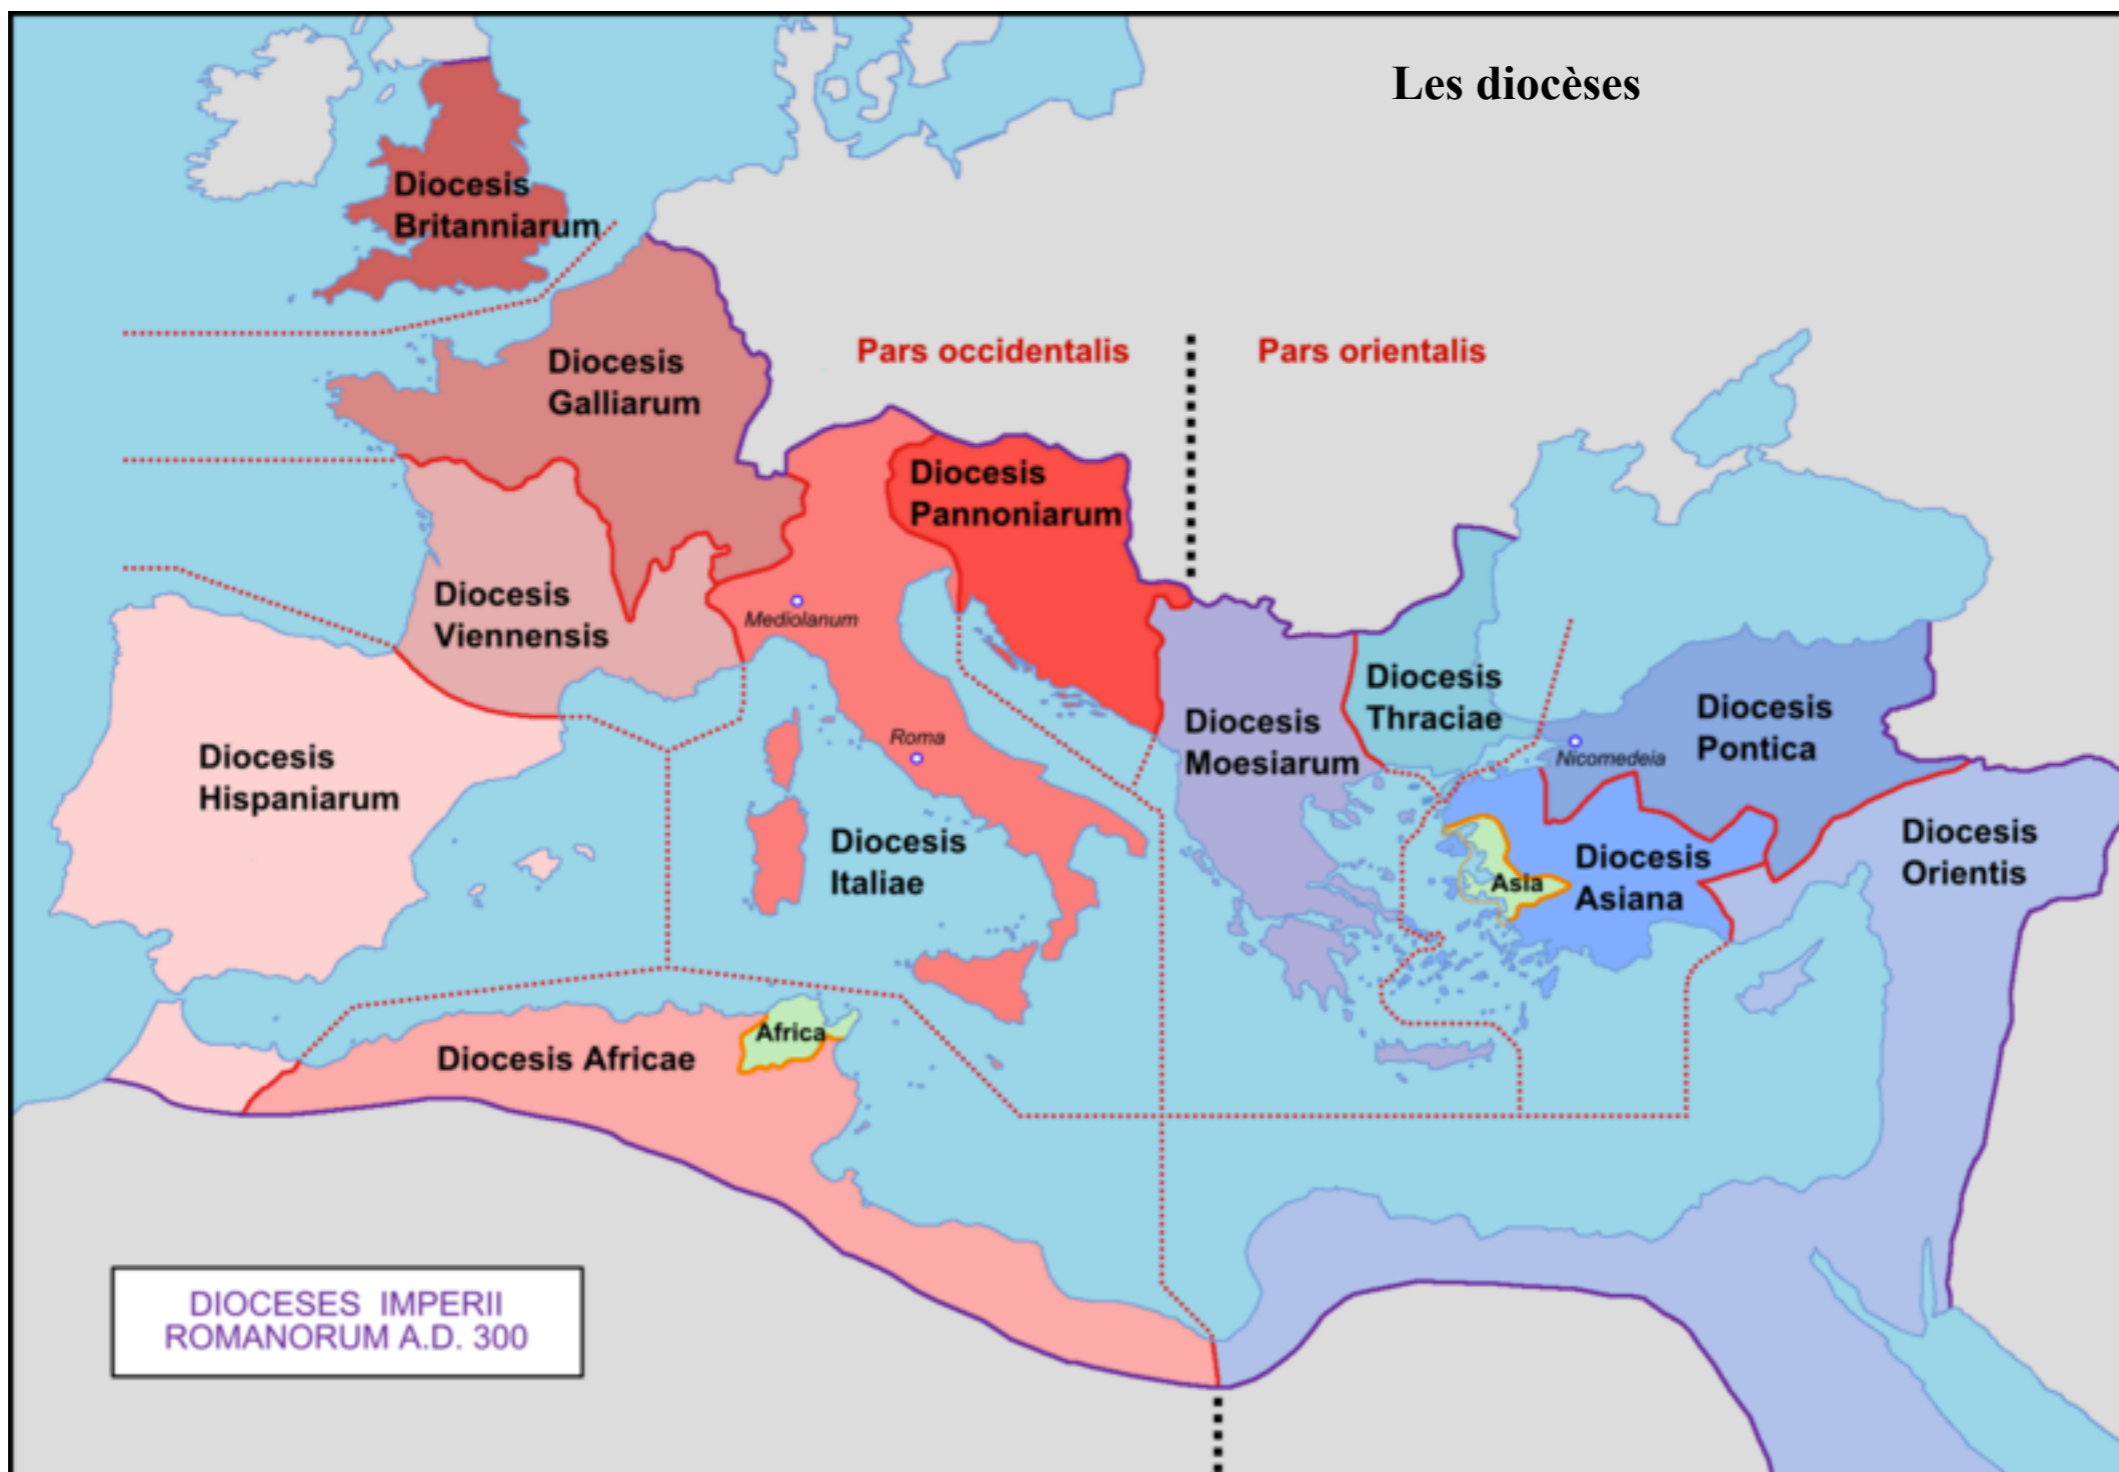 Les diocèses
Diocesis
Britanniarum
Pars occidentalis
Pars orientalis
Diocesis
Galliarum
Diocesis
Pannoniarum
Diocesis
Viennensis
Mediolanum
Diocesis
Thraciae
Diocesis
Moesiarum
Diocesis
Pontica
Nicomedeia
Roma
Diocesis
Hispaniarum
Diocesis
Italiae
Diocesis
Orientis
Diocesis
Asiana
Asia
Africa
Diocesis Africae
DIOCESES IMPERII
ROMANORUM A.D. 300